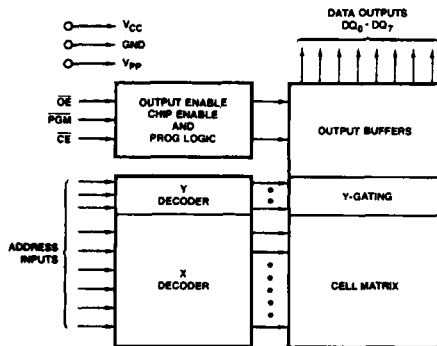 DATA OUTPUTS
DQ0 - DQ7
VCC
GND
VPP
OE
PGM
CE
OUTPUT ENABLE
CHIP ENABLE
AND
PROG LOGIC
OUTPUT BUFFERS
Y
DECODER
Y-GATING
ADDRESS
INPUTS
X
DECODER
CELL MATRIX